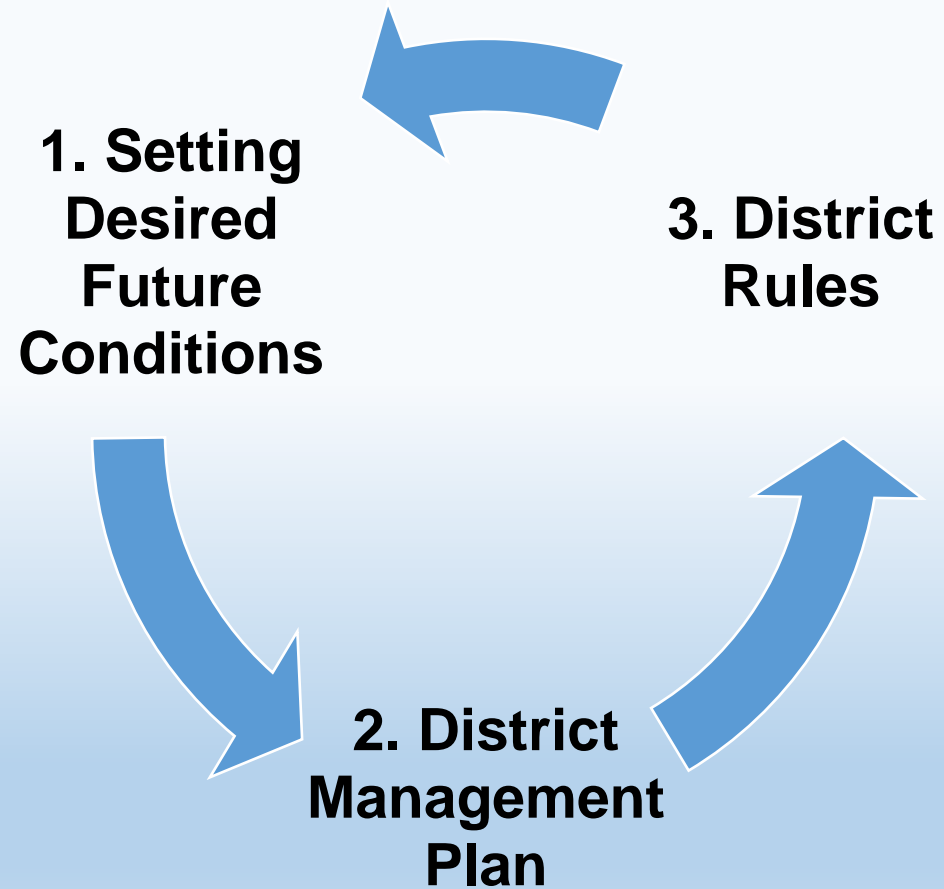 1. Setting
Desired
Future
Conditions
2. District
Management
Plan
3. District
Rules